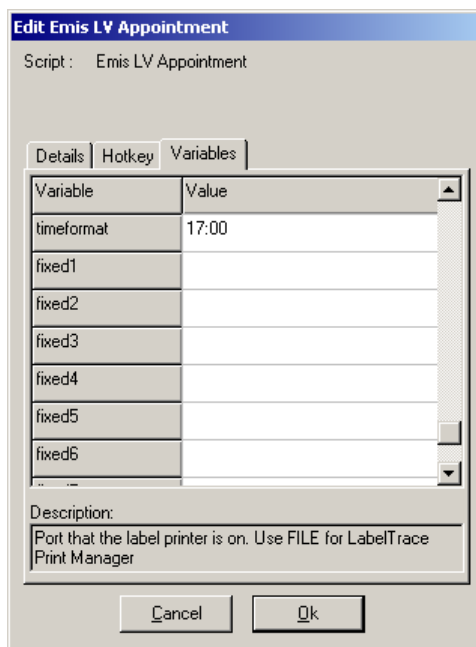 Edit Emis LV Appointment
Script : Emis LV Appointment
Details Hotkey Variables
Variable Value
timeformat 17:00
fixed1
fixed2
fixed3
fixed4
fixed5
fixed6
Description:
Port that the label printer is on. Use FILE for LabelTrace
Print Manager
Cancel Ok